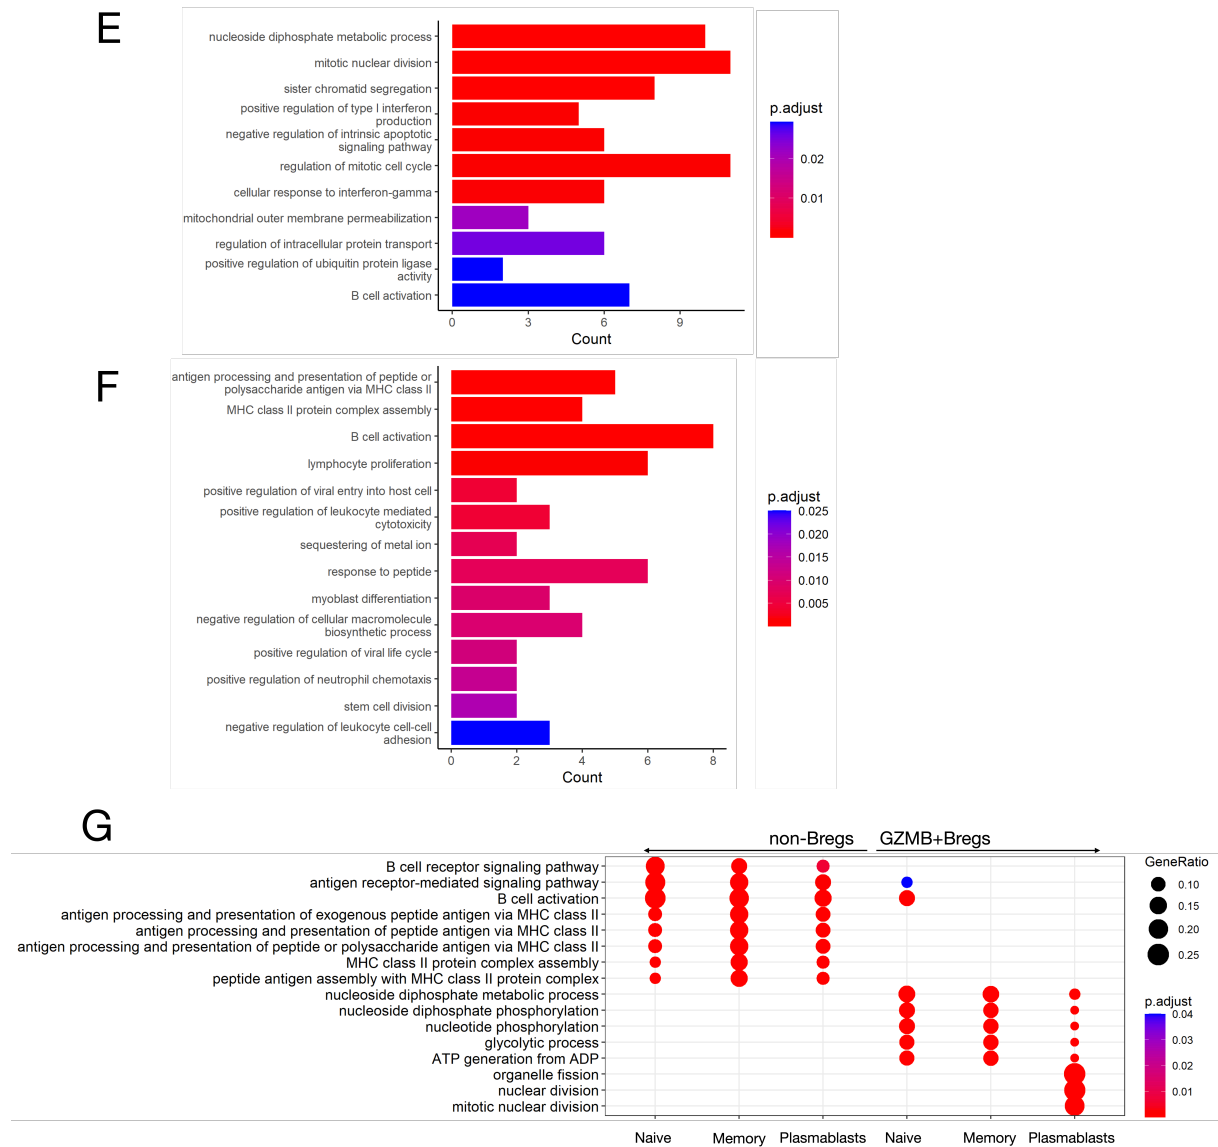 E
nucleoside diphosphate metabolic process
mitotic nuclear division
sister chromatid segregation
positive regulation of type I interferon
production
negative regulation of intrinsic apoptotic
signaling pathway
regulation of mitotic cell cycle
cellular response to interferon-gamma
mitochondrial outer membrane permeabilization
regulation of intracellular protein transport
positive regulation of ubiquitin protein ligase
activity
B cell activation
0 3 6 9
Count
p.adjust
0.02
0.01
F
antigen processing and presentation of peptide or
polysaccharide antigen via MHC class II
MHC class II protein complex assembly
B cell activation
lymphocyte proliferation
positive regulation of viral entry into host cell
positive regulation of leukocyte mediated
cytotoxicity
sequestering of metal ion
response to peptide
myoblast differentiation
negative regulation of cellular macromolecule
biosynthetic process
positive regulation of viral life cycle
positive regulation of neutrophil chemotaxis
stem cell division
negative regulation of leukocyte cell-cell
adhesion
0 2 4 6 8
Count
p.adjust
0.025
0.020
0.015
0.010
0.005
G
non-Bregs GZMB+Bregs
B cell receptor signaling pathway
antigen receptor-mediated signaling pathway
B cell activation
antigen processing and presentation of exogenous peptide antigen via MHC class II
antigen processing and presentation of peptide antigen via MHC class II
antigen processing and presentation of peptide or polysaccharide antigen via MHC class II
MHC class II protein complex assembly
peptide antigen assembly with MHC class II protein complex
nucleoside diphosphate metabolic process
nucleoside diphosphate phosphorylation
nucleotide phosphorylation
glycolytic process
ATP generation from ADP
organelle fission
nuclear division
mitotic nuclear division
Naive Memory Plasmablasts Naive Memory Plasmablasts
GeneRatio
0.10
0.15
0.20
0.25
p.adjust
0.04
0.03
0.02
0.01